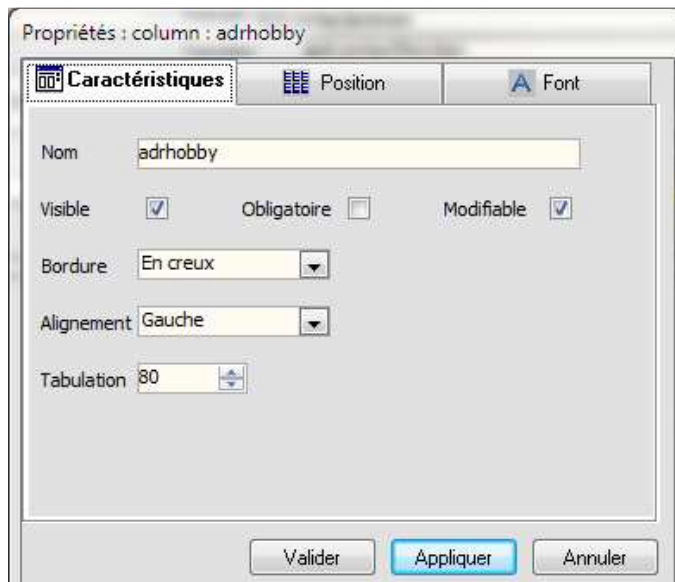 Propriétés : column : adrhobby
Caractéristiques Position Font
Nom adrhobby
Visible Obligatoire Modifiable
Bordure En creux
Alignement Gauche
Tabulation 80
Valider Appliquer Annuler